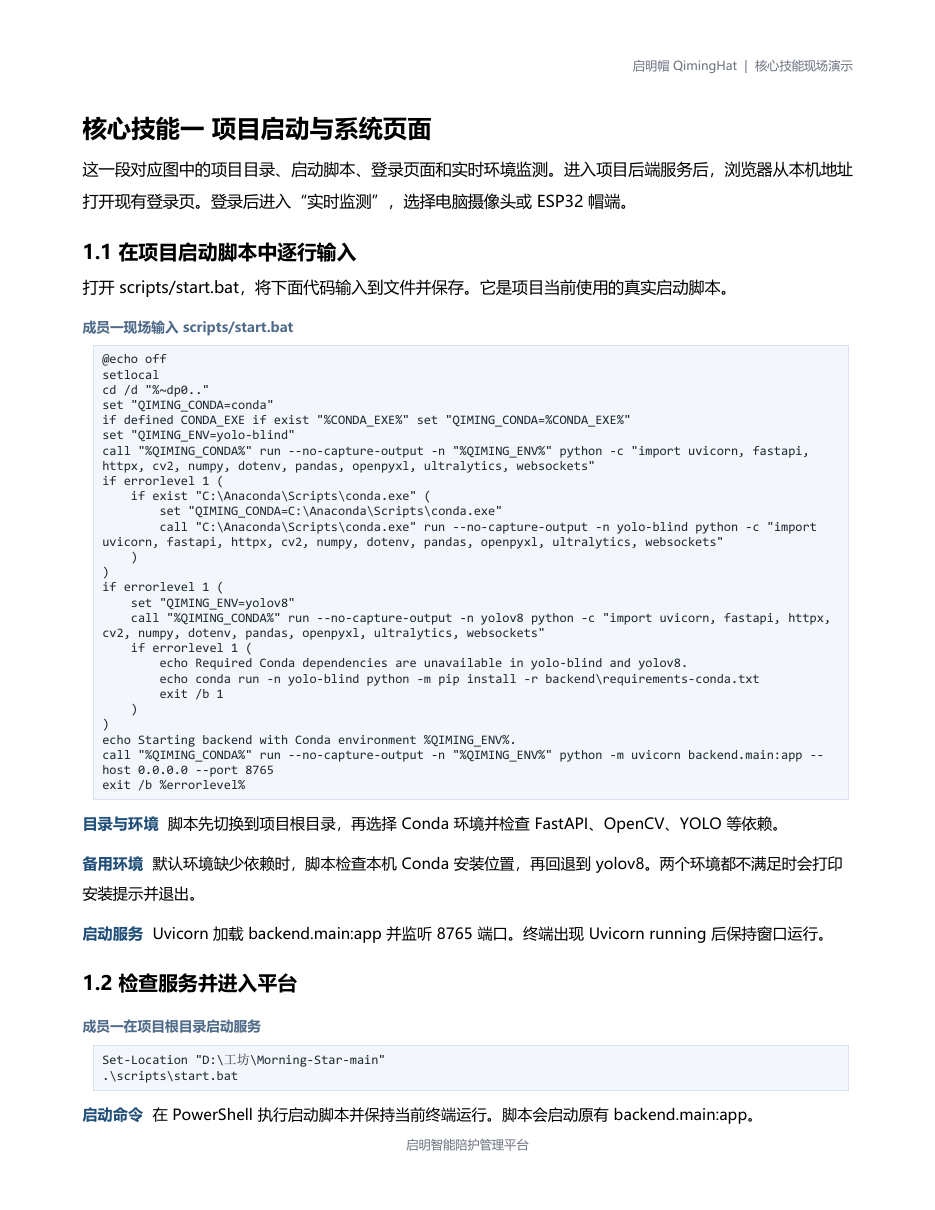 启明帽 QimingHat | 核心技能现场演示
核心技能一 项目启动与系统页面
这一段对应图中的项目目录、启动脚本、登录页面和实时环境监测。进入项目后端服务后，浏览器从本机地址
打开现有登录页。登录后进入“实时监测”，选择电脑摄像头或 ESP32 帽端。
1.1 在项目启动脚本中逐行输入
打开 scripts/start.bat，将下面代码输入到文件并保存。它是项目当前使用的真实启动脚本。
成员一现场输入 scripts/start.bat
@echo off
setlocal
cd /d "%~dp0.."
set "QIMING_CONDA=conda"
if defined CONDA_EXE if exist "%CONDA_EXE%" set "QIMING_CONDA=%CONDA_EXE%"
set "QIMING_ENV=yolo-blind"
call "%QIMING_CONDA%" run --no-capture-output -n "%QIMING_ENV%" python -c "import uvicorn, fastapi,
httpx, cv2, numpy, dotenv, pandas, openpyxl, ultralytics, websockets"
if errorlevel 1 (
    if exist "C:\Anaconda\Scripts\conda.exe" (
        set "QIMING_CONDA=C:\Anaconda\Scripts\conda.exe"
        call "C:\Anaconda\Scripts\conda.exe" run --no-capture-output -n yolo-blind python -c "import
uvicorn, fastapi, httpx, cv2, numpy, dotenv, pandas, openpyxl, ultralytics, websockets"
    )
)
if errorlevel 1 (
    set "QIMING_ENV=yolov8"
    call "%QIMING_CONDA%" run --no-capture-output -n yolov8 python -c "import uvicorn, fastapi, httpx,
cv2, numpy, dotenv, pandas, openpyxl, ultralytics, websockets"
    if errorlevel 1 (
        echo Required Conda dependencies are unavailable in yolo-blind and yolov8.
        echo conda run -n yolo-blind python -m pip install -r backend\requirements-conda.txt
        exit /b 1
    )
)
echo Starting backend with Conda environment %QIMING_ENV%.
call "%QIMING_CONDA%" run --no-capture-output -n "%QIMING_ENV%" python -m uvicorn backend.main:app --
host 0.0.0.0 --port 8765
exit /b %errorlevel%
目录与环境 脚本先切换到项目根目录，再选择 Conda 环境并检查 FastAPI、OpenCV、YOLO 等依赖。
备用环境 默认环境缺少依赖时，脚本检查本机 Conda 安装位置，再回退到 yolov8。两个环境都不满足时会打印
安装提示并退出。
启动服务 Uvicorn 加载 backend.main:app 并监听 8765 端口。终端出现 Uvicorn running 后保持窗口运行。
1.2 检查服务并进入平台
成员一在项目根目录启动服务
Set-Location "D:\工坊\Morning-Star-main"
.\scripts\start.bat
启动命令 在 PowerShell 执行启动脚本并保持当前终端运行。脚本会启动原有 backend.main:app。
启明智能陪护管理平台